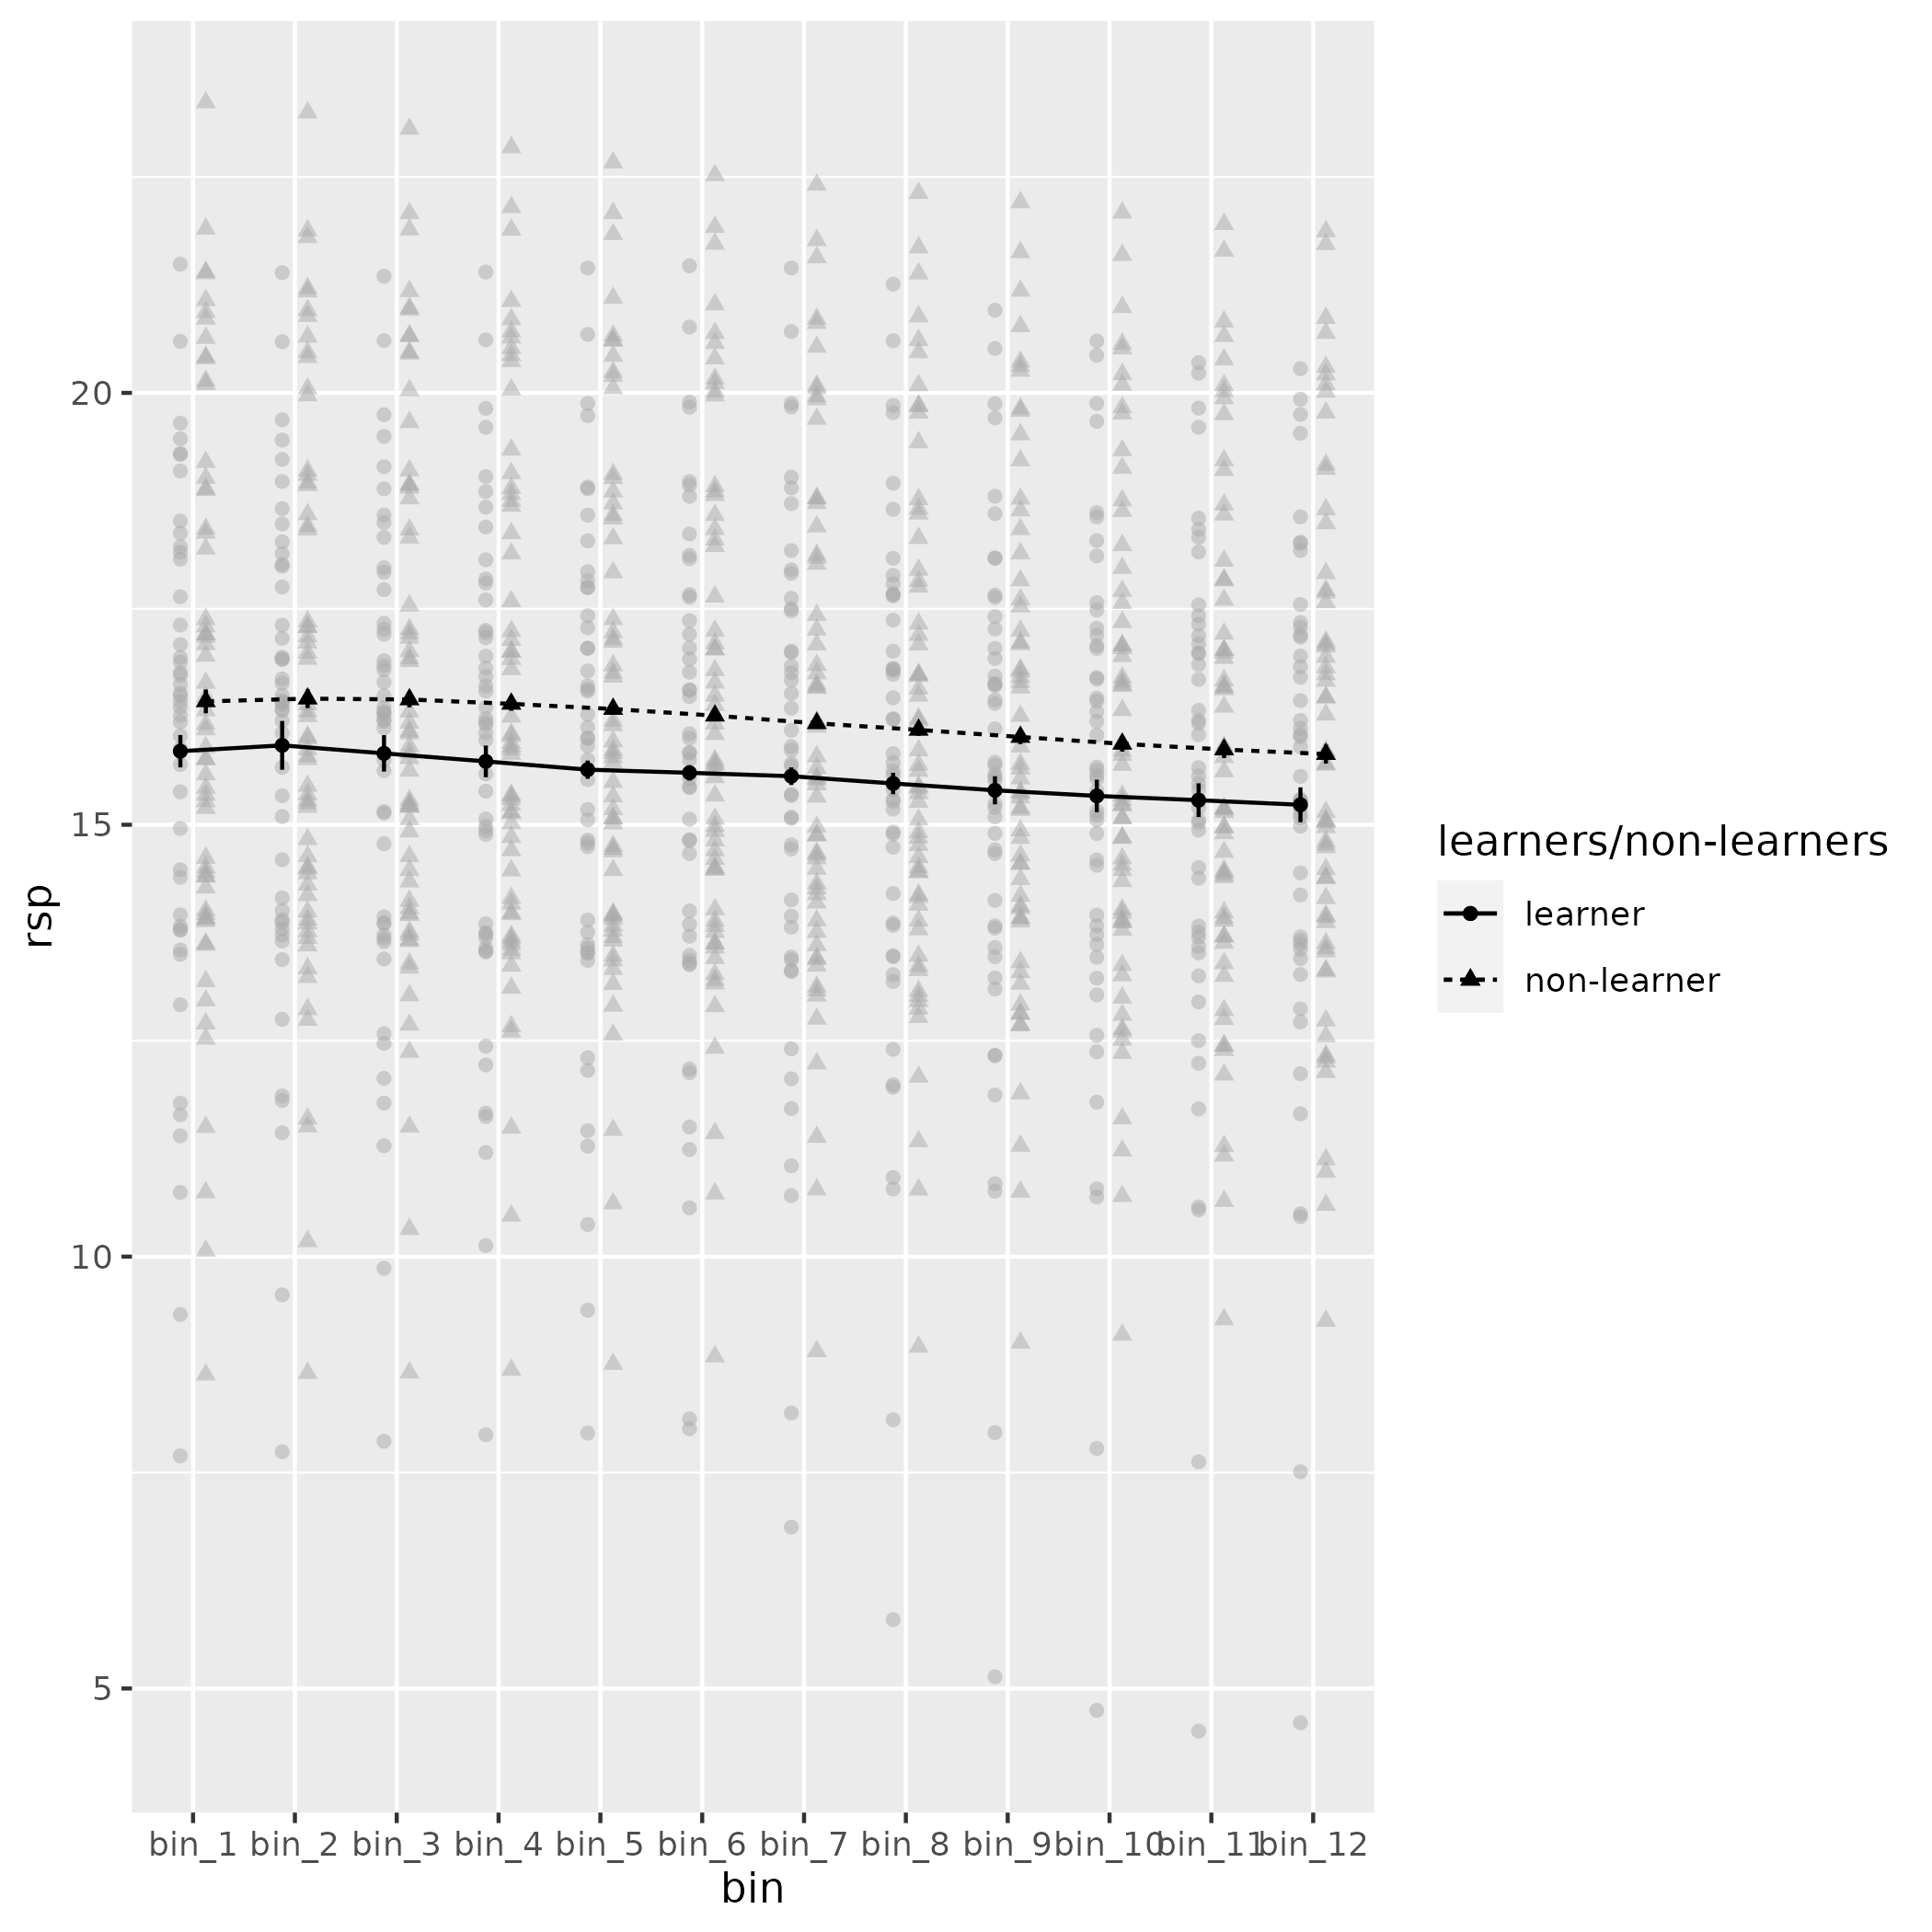 20
15
10
5
rsp
bin_1 bin_2 bin_3 bin_4 bin_5 bin_6 bin_7 bin_8 bin_9 bin_10 bin_11 bin_12
bin
learners/non-learners
learner
non-learner